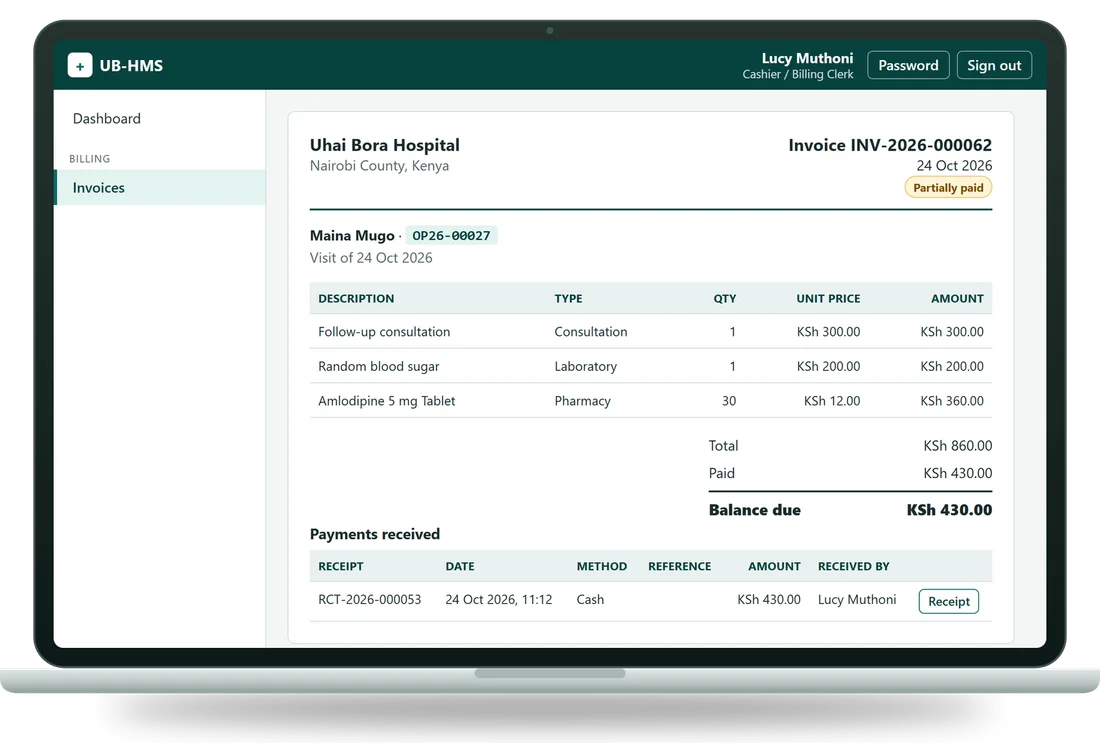 + UB-HMS
Lucy Muthoni
Cashier / Billing Clerk
Password
Sign out
Dashboard
BILLING
Invoices
Uhai Bora Hospital
Nairobi County, Kenya
Invoice INV-2026-000062
24 Oct 2026
Partially paid
Maina Mugo · OP26-00027
Visit of 24 Oct 2026
DESCRIPTION TYPE QTY UNIT PRICE AMOUNT
Follow-up consultation Consultation 1 KSh 300.00 KSh 300.00
Random blood sugar Laboratory 1 KSh 200.00 KSh 200.00
Amlodipine 5 mg Tablet Pharmacy 30 KSh 12.00 KSh 360.00
Total KSh 860.00
Paid KSh 430.00
Balance due KSh 430.00
Payments received
RECEIPT DATE METHOD REFERENCE AMOUNT RECEIVED BY
RCT-2026-000053 24 Oct 2026, 11:12 Cash KSh 430.00 Lucy Muthoni Receipt